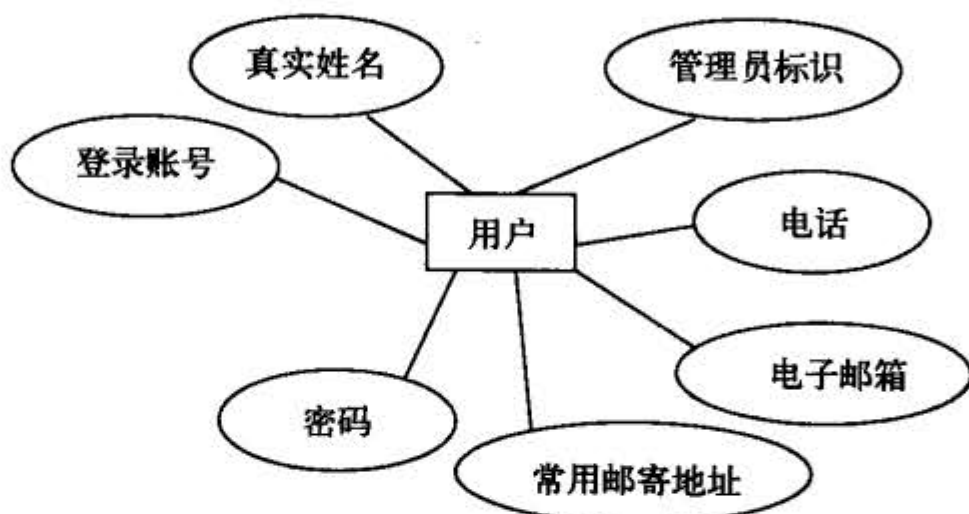 真实姓名
管理员标识
登录账号
用户
电话
电子邮箱
密码
常用邮寄地址